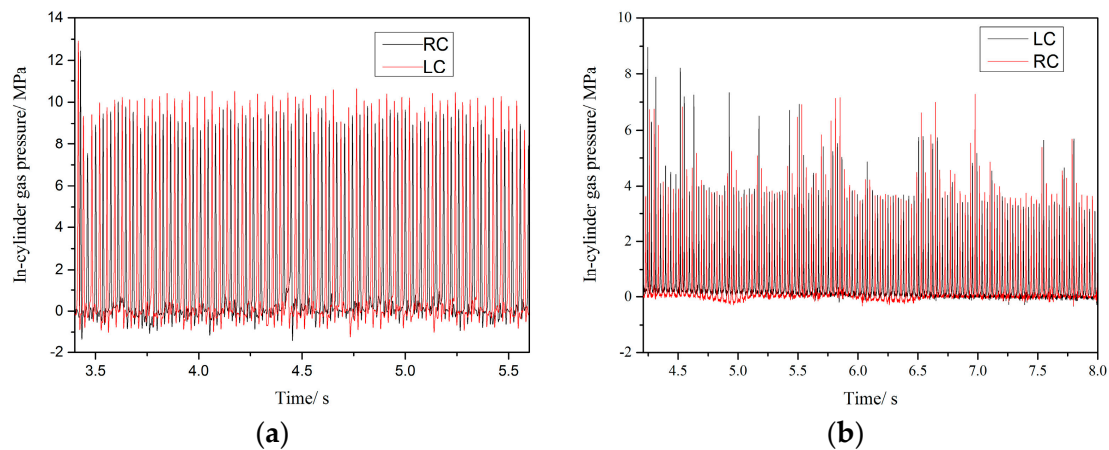 14
12
10
8
6
4
2
0
-2
In-cylinder gas pressure/ MPa
RC
LC
3.5 4.0 4.5 5.0 5.5
Time/ s
(a)
10
8
6
4
2
0
-2
In-cylinder gas pressure/ MPa
LC
RC
4.5 5.0 5.5 6.0 6.5 7.0 7.5 8.0
Time/ s
(b)